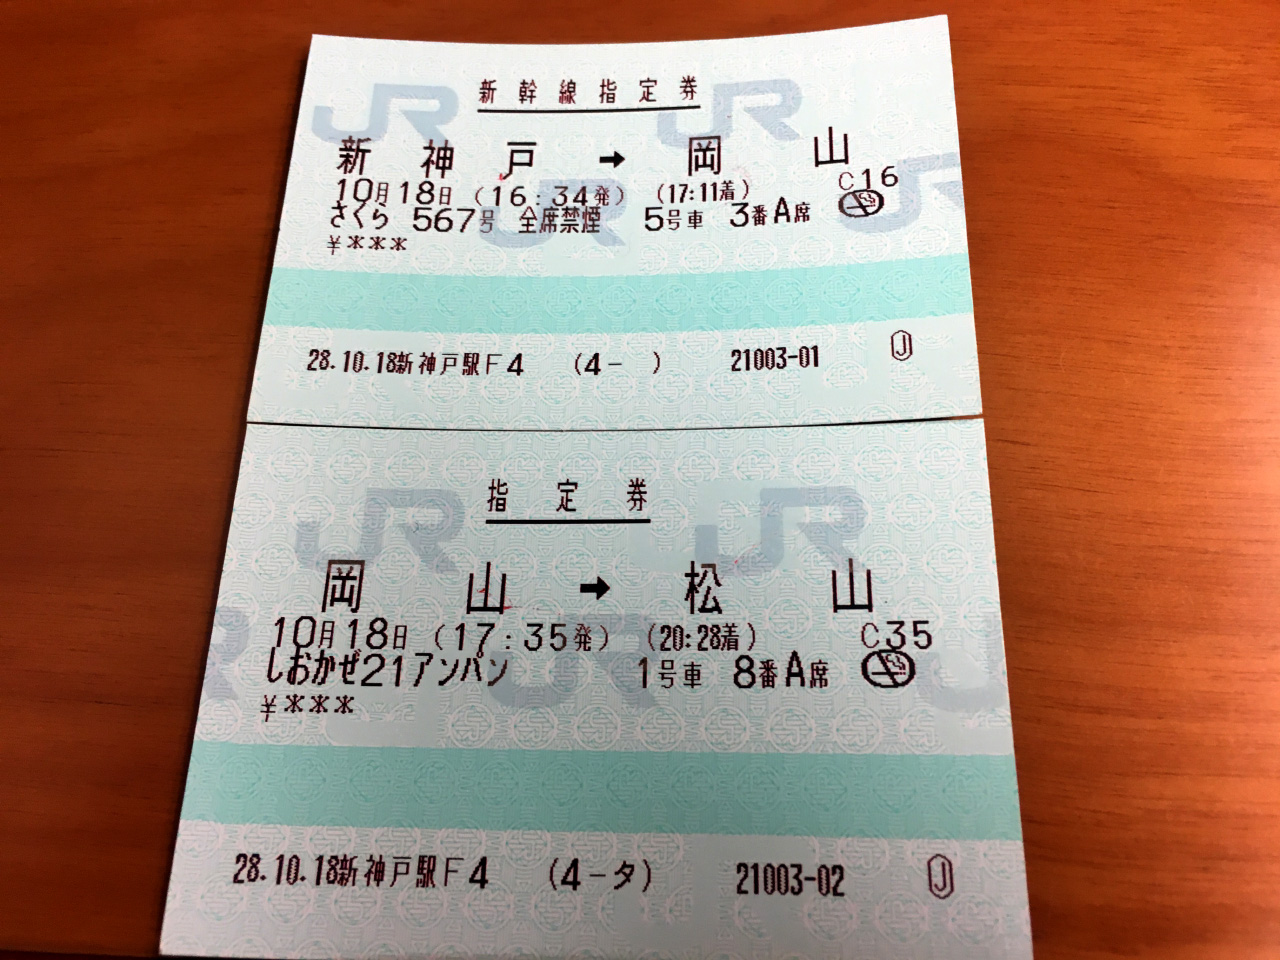 新幹線指定券
新神戸 → 岡山
10月18日 (16:34発) (17:11着) C16
さくら 567号 全席禁煙 5号車 3番A席
¥***
28.10.18新神戸駅F4 (4- ) 21003-01 J
指定券
岡山 → 松山
10月18日 (17:35発) (20:28着) C35
しおかぜ21アンパン 1号車 8番A席
¥***
28.10.18新神戸駅F4 (4-タ) 21003-02 J